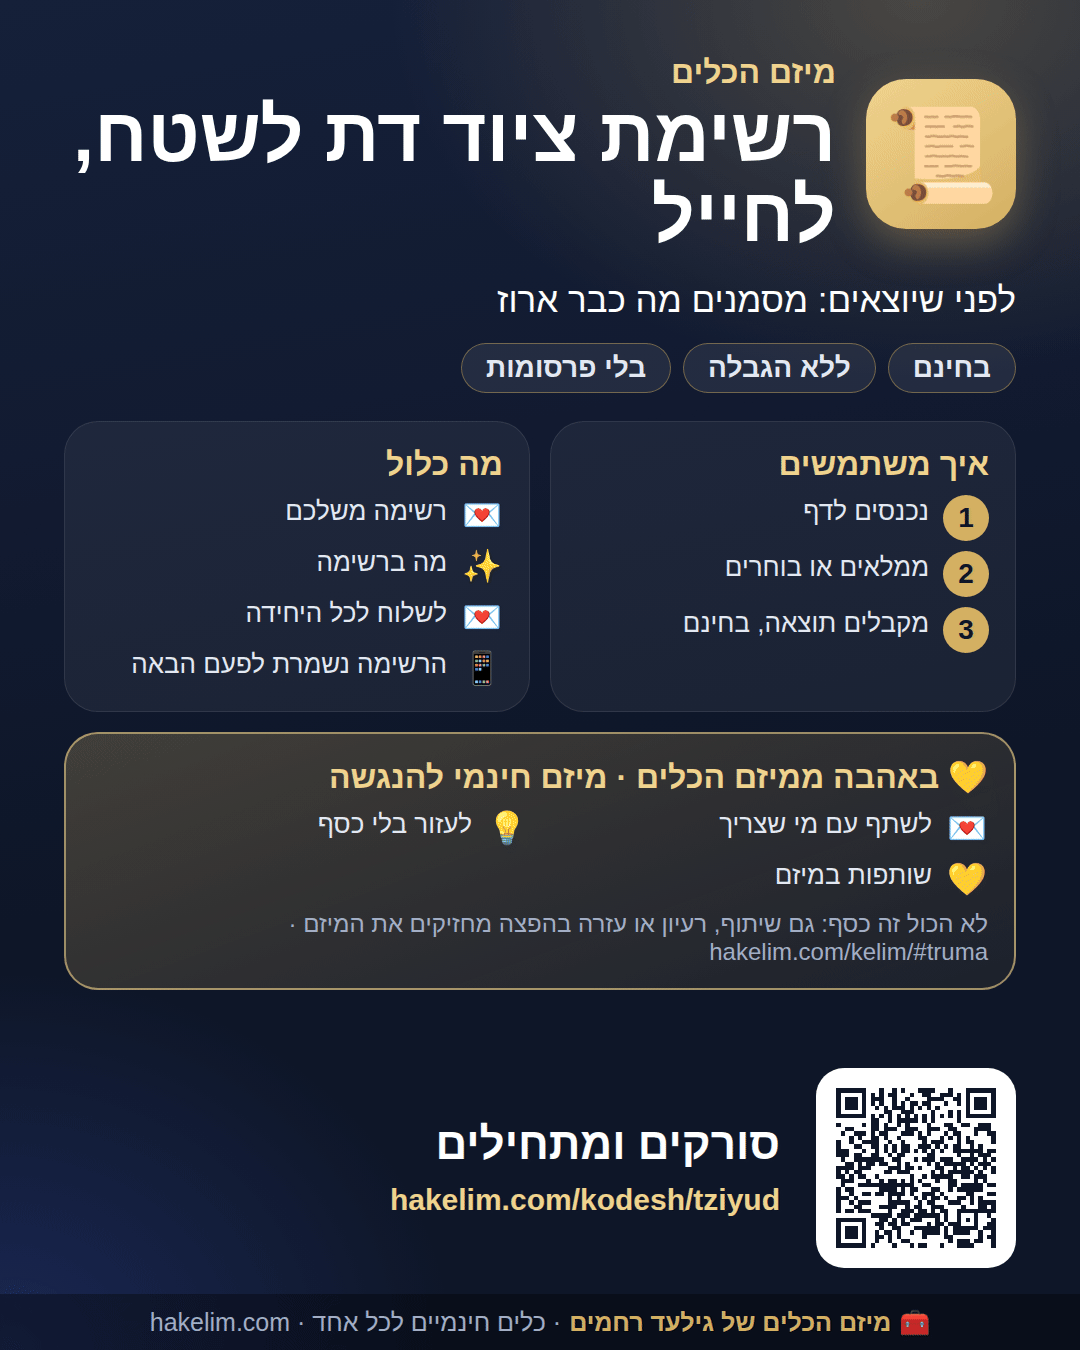 מיזם הכלים
רשימת ציוד דת לשטח,
לחייל
לפני שיוצאים: מסמנים מה כבר ארוז
בחינם
ללא הגבלה
בלי פרסומות
איך משתמשים
1 נכנסים לדף
2 ממלאים או בוחרים
3 מקבלים תוצאה, בחינם
מה כלול
רשימה משלכם
מה ברשימה
לשלוח לכל היחידה
הרשימה נשמרת לפעם הבאה
באהבה ממיזם הכלים · מיזם חינמי להנגשה
לשתף עם מי שצריך
לעזור בלי כסף
שותפות במיזם
לא הכול זה כסף: גם שיתוף, רעיון או עזרה בהפצה מחזיקים את המיזם ·
hakelim.com/kelim/#truma
סורקים ומתחילים
hakelim.com/kodesh/tziyud
מיזם הכלים של גילעד רחמים · כלים חינמיים לכל אחד · hakelim.com